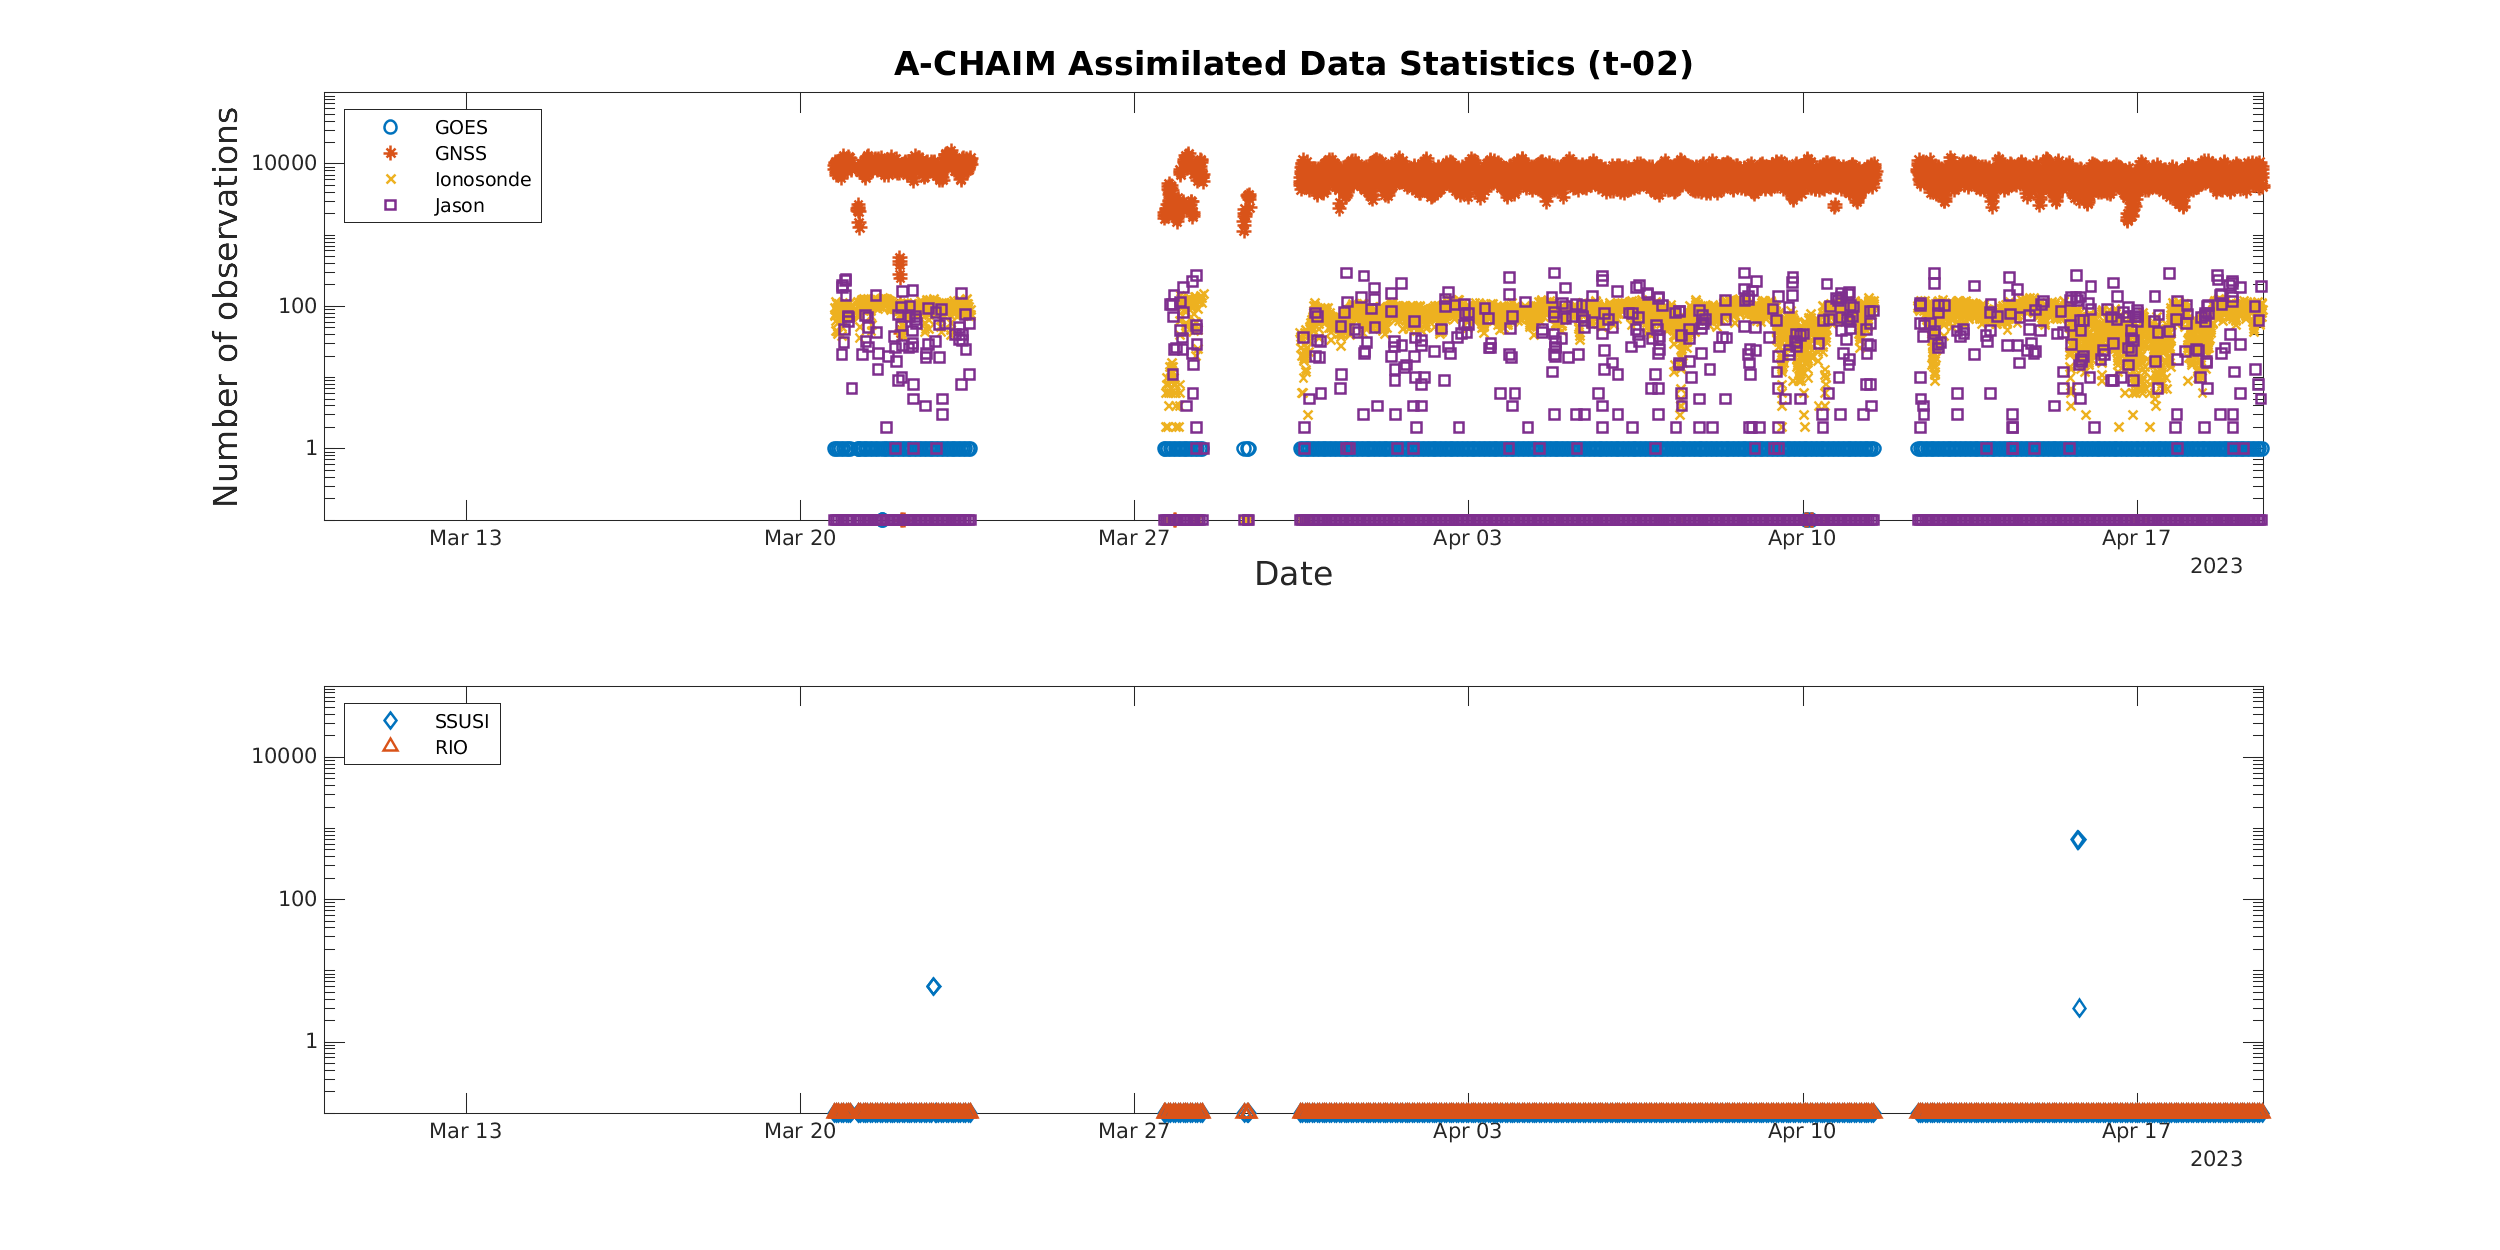 A-CHAIM Assimilated Data Statistics (t-02)
GOES
GNSS
Ionosonde
Jason
10000
100
1
Number of observations
Mar 13 Mar 20 Mar 27 Apr 03 Apr 10 Apr 17
2023
Date
SSUSI
RIO
10000
100
1
Mar 13 Mar 20 Mar 27 Apr 03 Apr 10 Apr 17
2023